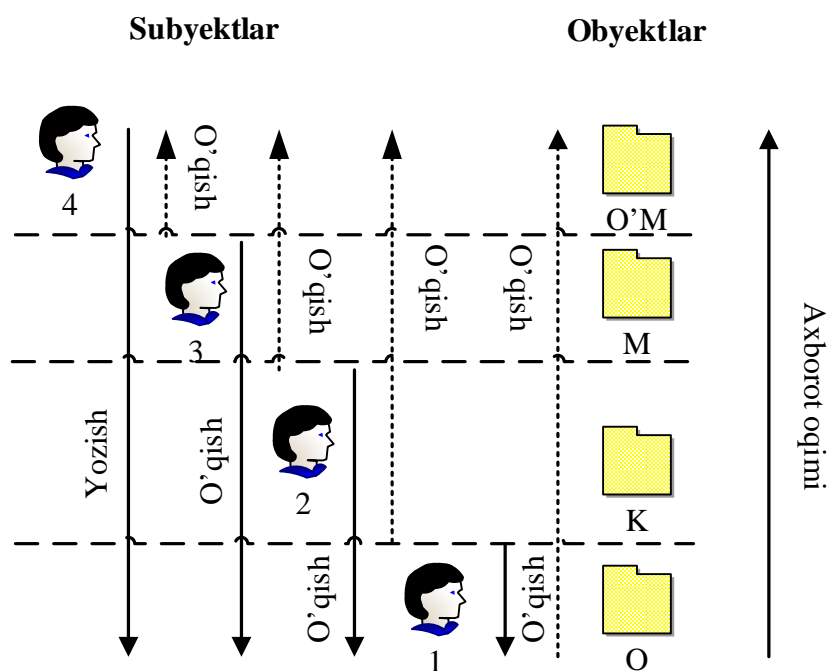 Subyektlar
Obyektlar
O’qish
4
O’M
O’qish
O’qish
O’qish
3
M
Axborot oqimi
Yozish
O’qish
2
K
O’qish
O’qish
1
O